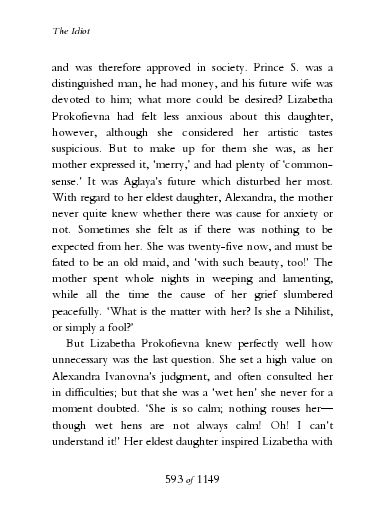 The Idiot
and was therefore approved in society. Prince S. was a
distinguished man, he had money, and his future wife was
devoted to him; what more could be desired? Lizabetha
Prokofievna had felt less anxious about this daughter,
however, although she considered her artistic tastes
suspicious. But to make up for them she was, as her
mother expressed it, 'merry,' and had plenty of 'common-
sense.' It was Aglaya's future which disturbed her most.
With regard to her eldest daughter, Alexandra, the mother
never quite knew whether there was cause for anxiety or
not. Sometimes she felt as if there was nothing to be
expected from her. She was twenty-five now, and must be
fated to be an old maid, and 'with such beauty, too!' The
mother spent whole nights in weeping and lamenting,
while all the time the cause of her grief slumbered
peacefully. 'What is the matter with her? Is she a Nihilist,
or simply a fool?'
But Lizabetha Prokofievna knew perfectly well how
unnecessary was the last question. She set a high value on
Alexandra Ivanovna's judgment, and often consulted her
in difficulties; but that she was a 'wet hen' she never for a
moment doubted. 'She is so calm; nothing rouses her—
though wet hens are not always calm! Oh! I can't
understand it!' Her eldest daughter inspired Lizabetha with
593 of 1149